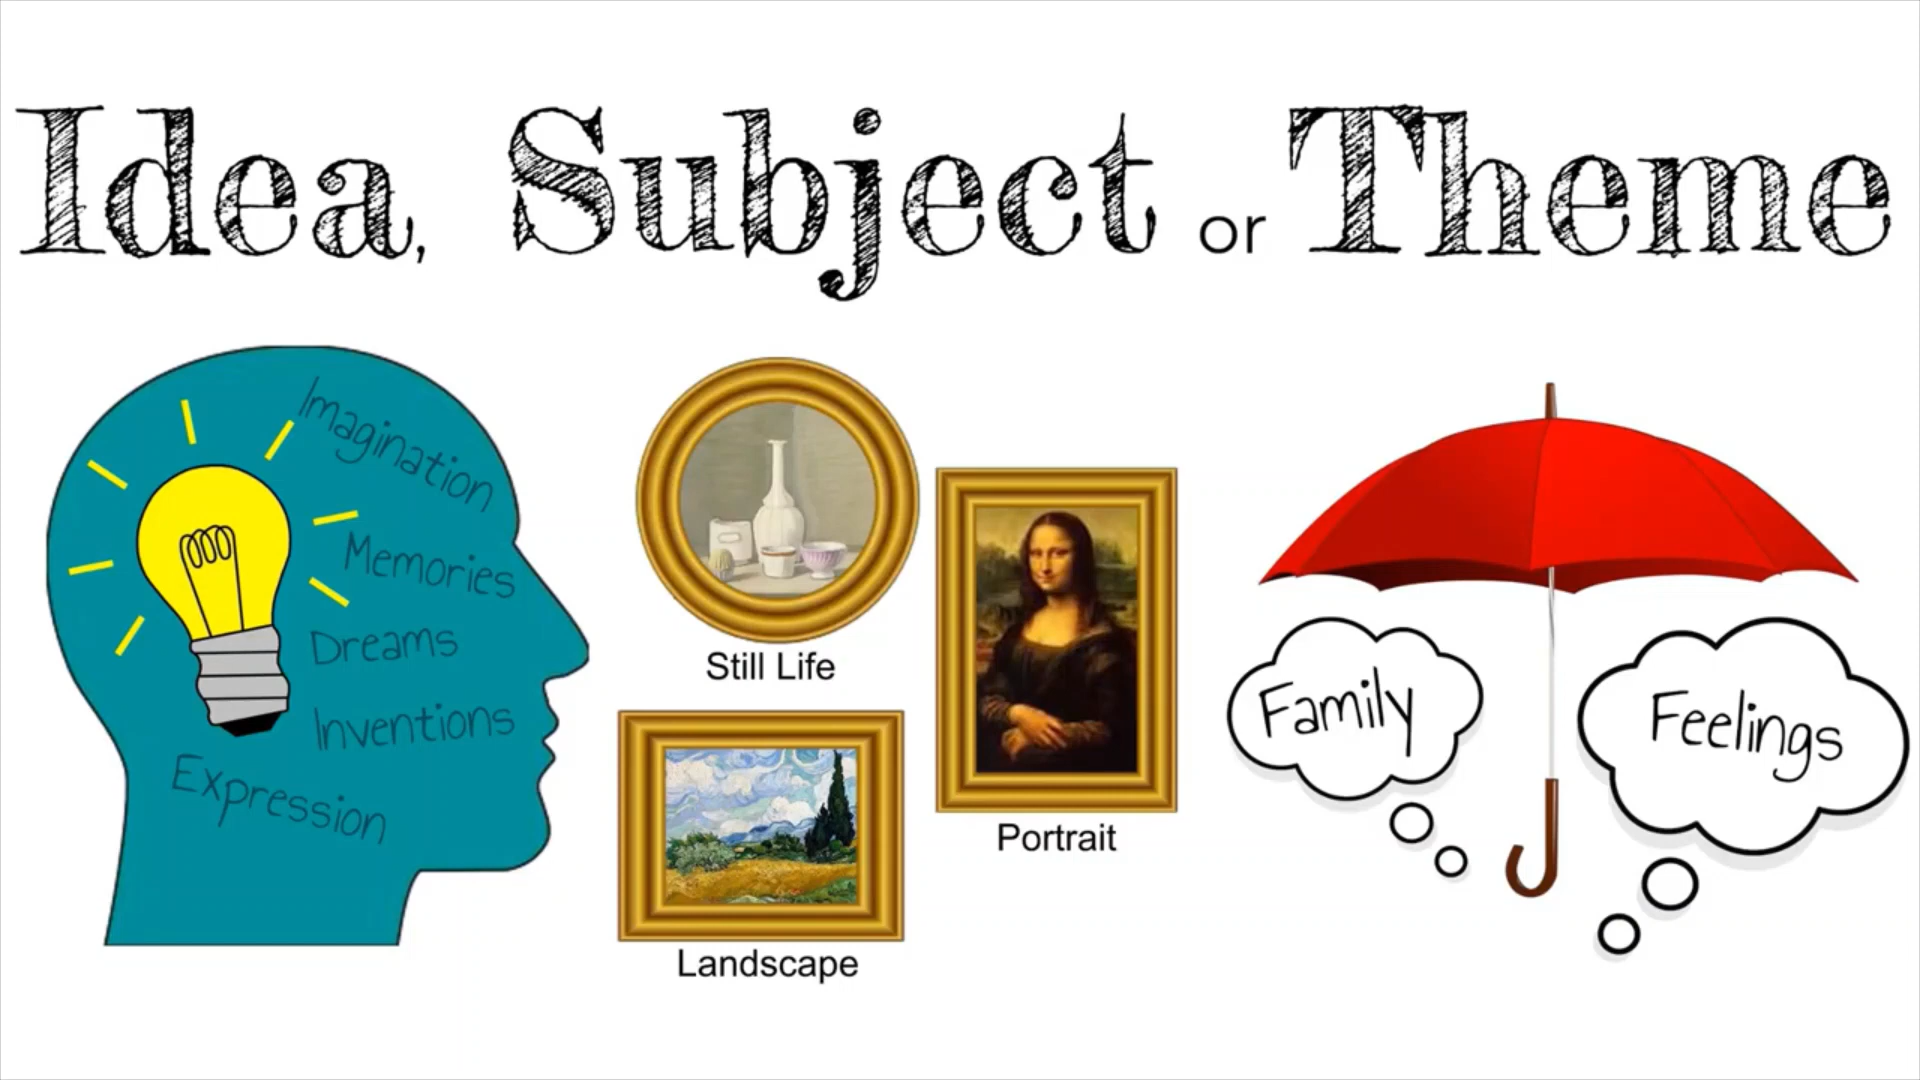 Idea, Subject or Theme
Imagination
Memories
Dreams
Inventions
Expression
Still Life
Landscape
Portrait
Family
Feelings